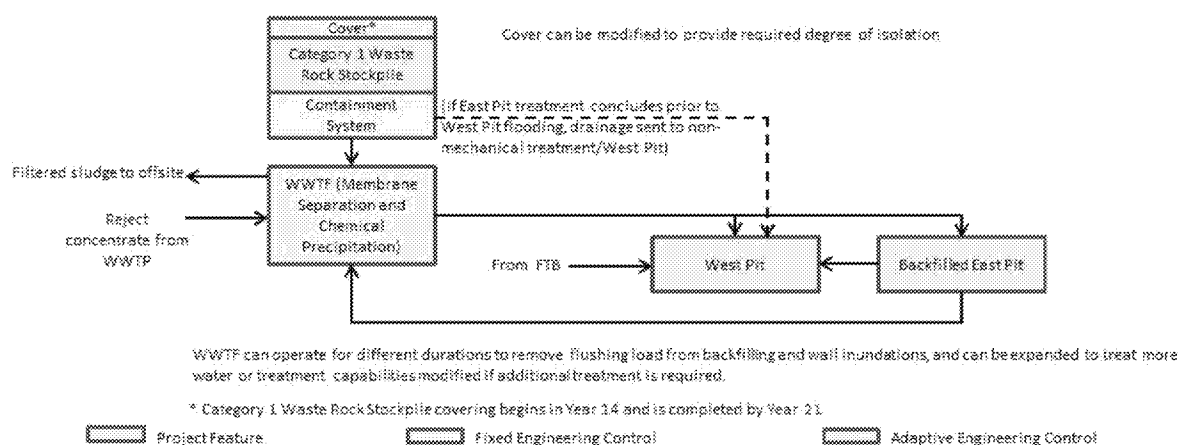 Cover*
Cover can be modified to provide required degree of isolation
Category 1 Waste
Rock Stockpile
Containment
System
(If East Pit treatment concludes prior to
West Pit flooding, drainage sent to non-
mechanical treatment/West Pit)
Filtered sludge to offsite
WWTF (Membrane
Separation and
Chemical
Precipitation)
Reject
concentrate from
WWTP
From FTB
West Pit
Backfilled East Pit
WWTF can operate for different durations to remove flushing load from backfilling and wall inundations, and can be expanded to treat more
water or treatment capabilities modified if additional treatment is required.
* Category 1 Waste Rock Stockpile covering begins in Year 14 and is completed by Year 21
Project Feature
Fixed Engineering Control
Adaptive Engineering Control